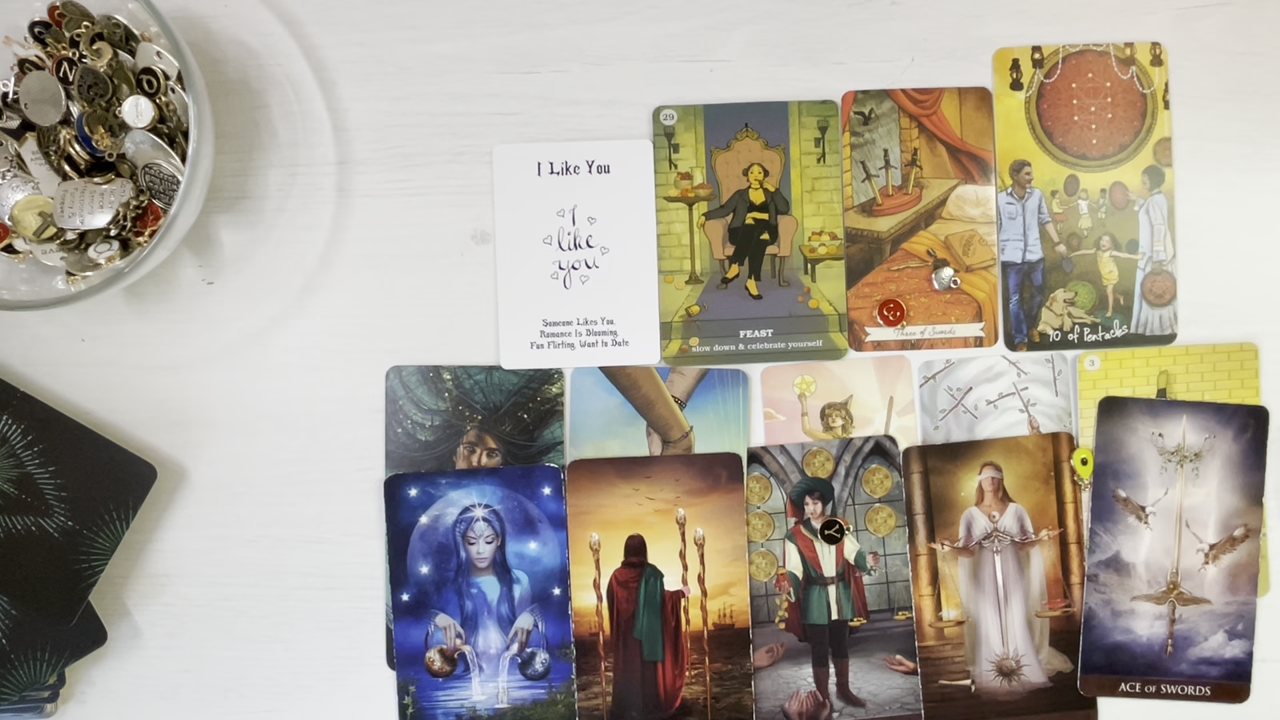 I Like You
I
like
you
Someone Likes You,
Romance Is Blooming,
Fun Flirting, Want to Date
29
FEAST
slow down & celebrate yourself
Three of Swords
10 of Pentacles
3
N
P
Y
ACE OF SWORDS